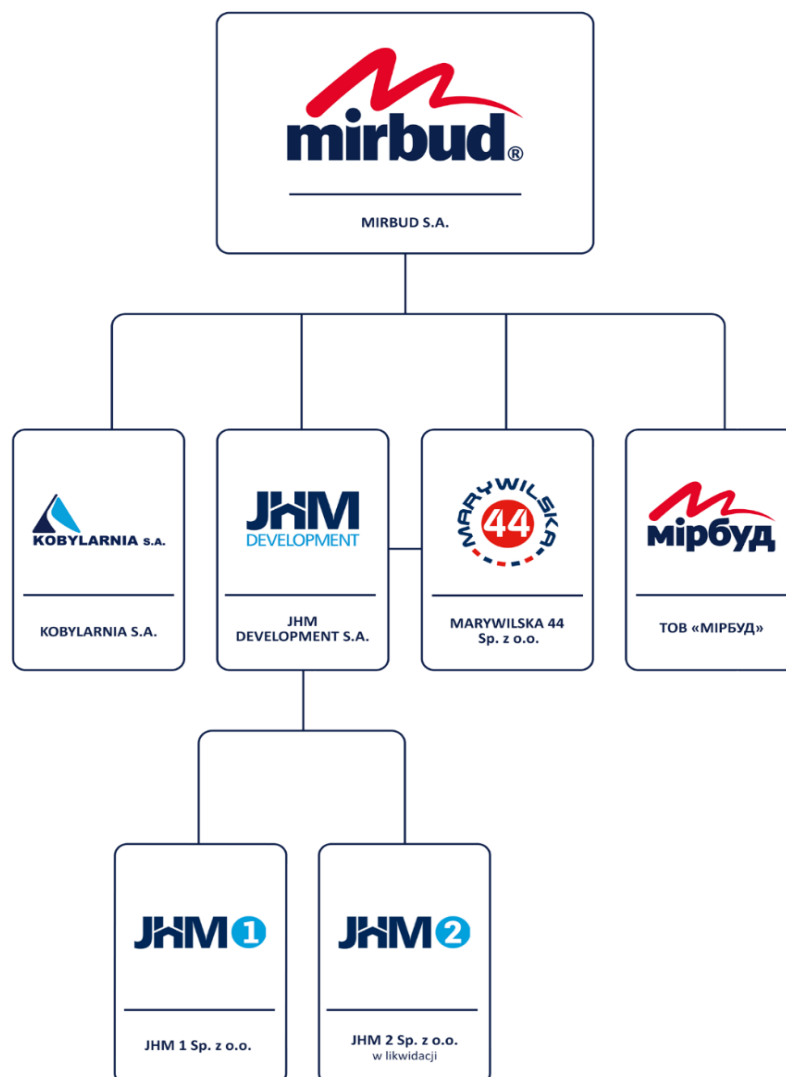 mirbud®
MIRBUD S.A.
KOBYLARNIA S.A.
KOBYLARNIA S.A.
JHM
DEVELOPMENT
JHM
DEVELOPMENT S.A.
MARYWILSKA
44
MARYWILSKA 44
Sp. z o.o.
мірбуд
ТОВ «МІРБУД»
JHM 1
JHM 1 Sp. z o.o.
JHM 2
JHM 2 Sp. z o.o.
w likwidacji